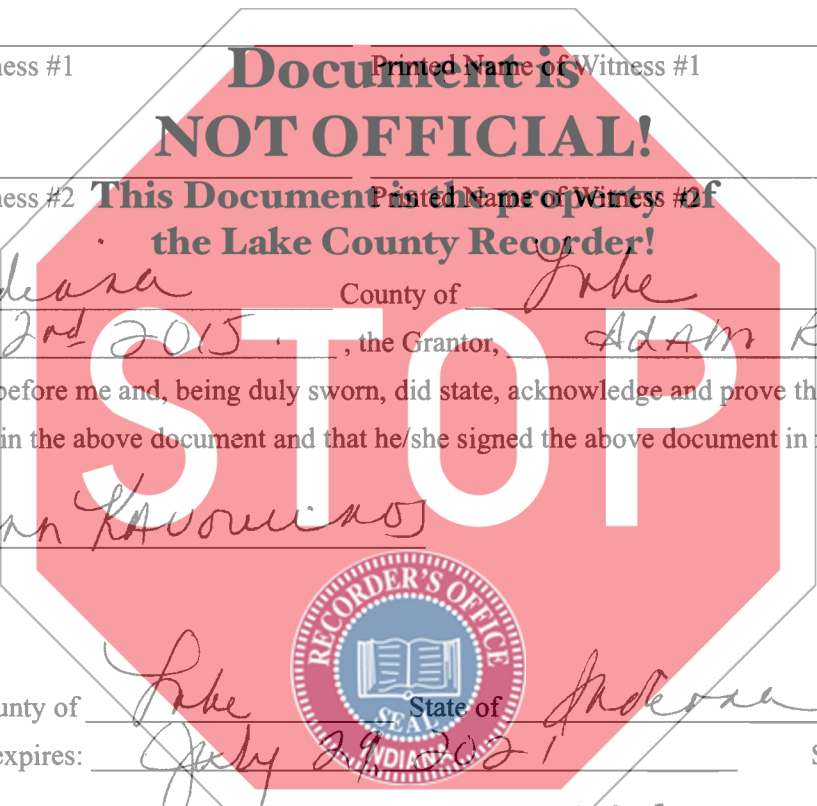 ness #1 Printed Name of Witness #1
Document is
NOT OFFICIAL!
ness #2 Printed Name of Witness #2
This Document is the property of
the Lake County Recorder!
deana County of Lake
2nd 2015. , the Grantor, Adam R
before me and, being duly sworn, did state, acknowledge and prove th
in the above document and that he/she signed the above document in
STOP
nn
RECORDER'S OFFICE
SEAL
INDIANA
unty of Lake State of Indiana
expires: July 29, 2021 S